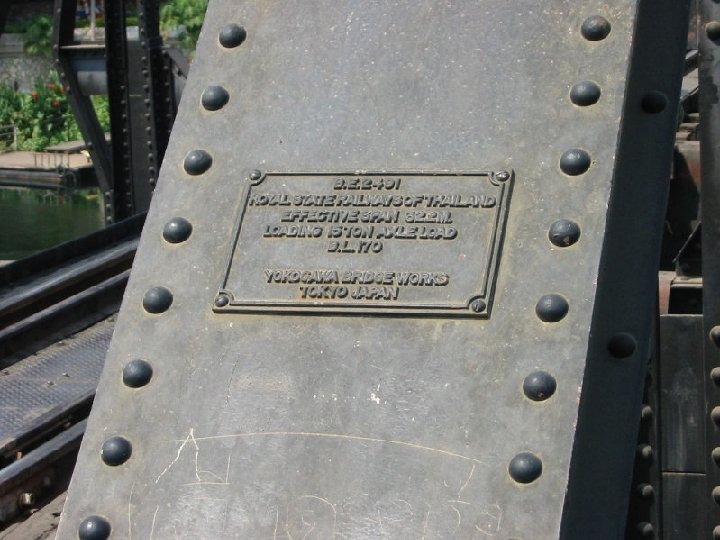 B.E.2491
ROYAL STATE RAILWAYS OF THAILAND
EFFECTIVE SPAN 62.2M.
LOADING 15 TON AXLE LOAD
B.L.170
YOKOGAWA BRIDGE WORKS
TOKYO JAPAN